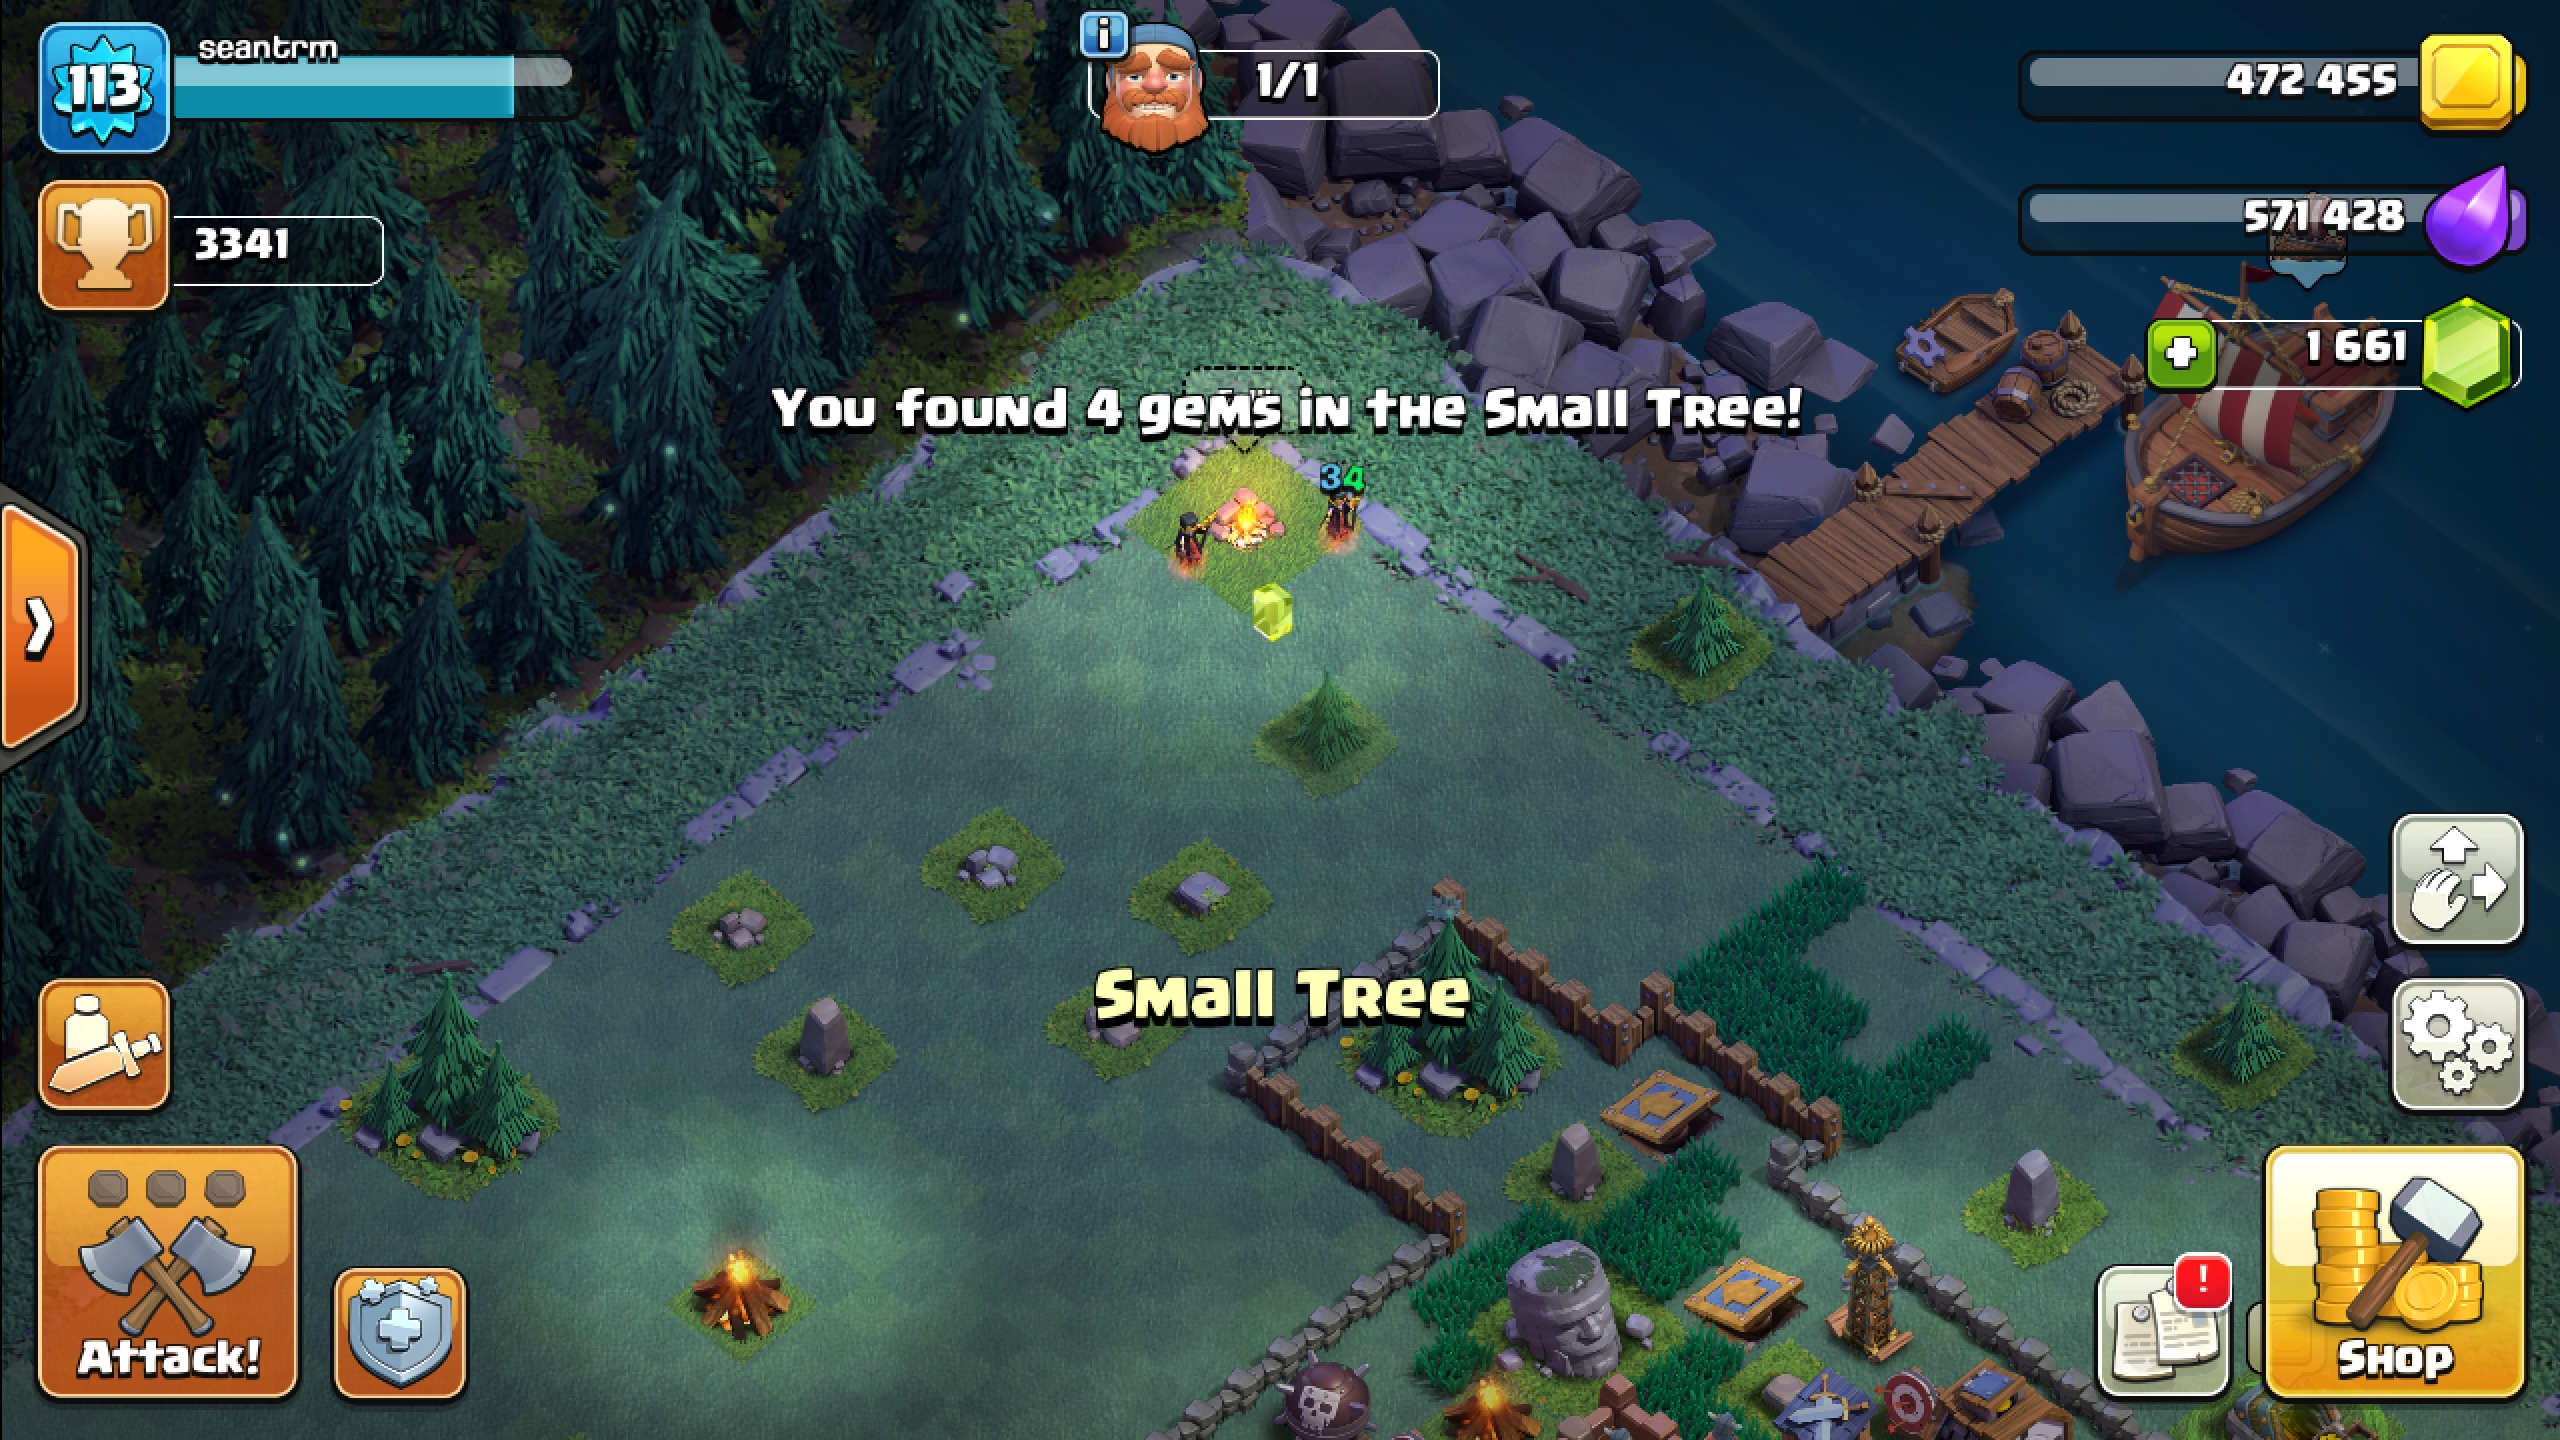 113
seantrm
i
1/1
472 455
3341
571 428
1 661
You found 4 gems in the Small Tree!
34
Small Tree
Attack!
!
Shop